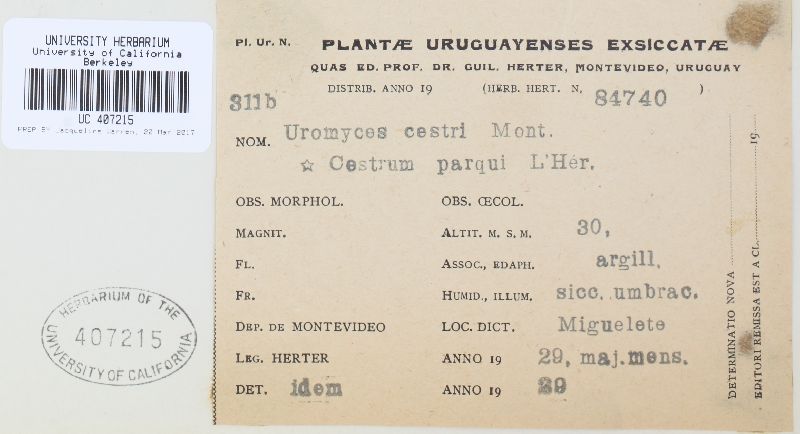 UNIVERSITY HERBARIUM
University of California
Berkeley
UC 407215
PREP BY Jacqueline Warren, 22 Mar 2017
HERBARIUM OF THE
407215
UNIVERSITY OF CALIFORNIA
Pl. Ur. N. PLANTÆ URUGUAYENSES EXSICCATÆ
QUAS ED. PROF. DR. GUIL. HERTER, MONTEVIDEO, URUGUAY
DISTRIB. ANNO 19 (HERB. HERT. N. 84740 )
311b
NOM. Uromyces cestri Mont.
☆ Cestrum parqui L'Hér.
OBS. MORPHOL. OBS. ŒCOL.
MAGNIT. ALTIT. M. S. M. 30,
FL. ASSOC., EDAPH. argill.
FR. HUMID., ILLUM. sicc. umbrac.
DEP. DE MONTEVIDEO LOC. DICT. Miguelete
LEG. HERTER ANNO 19 29, maj.mens.
DET. idem ANNO 19
DETERMINATIO NOVA
EDITORI REMISSA EST A CL. 19